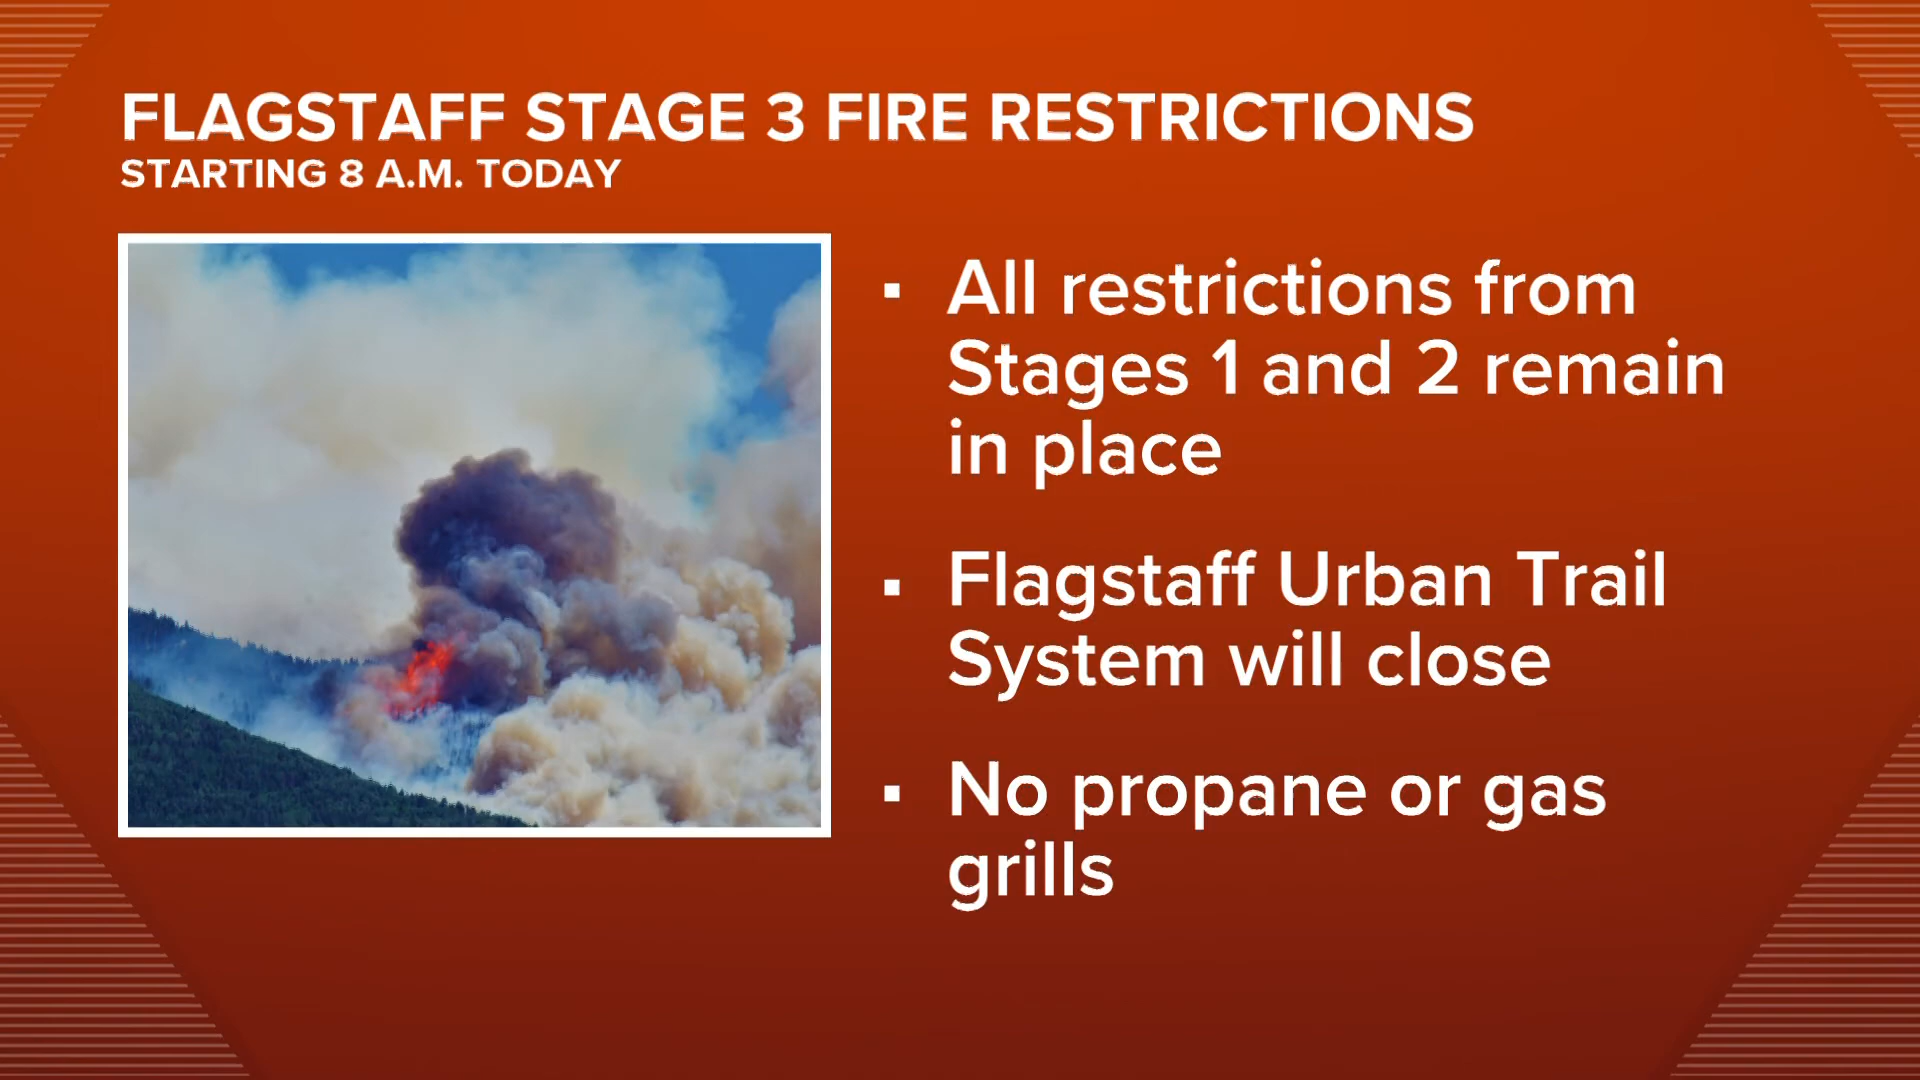 FLAGSTAFF STAGE 3 FIRE RESTRICTIONS
STARTING 8 A.M. TODAY
▪ All restrictions from
Stages 1 and 2 remain
in place
▪ Flagstaff Urban Trail
System will close
▪ No propane or gas
grills